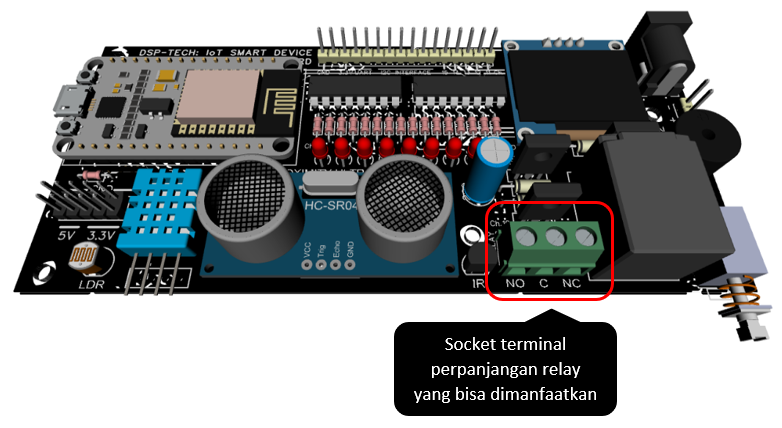 DSP-TECH: IoT SMART DEVICE
HC-SR04
VCC
Trig
Echo
GND
5V 3.3V
LDR
IR
NO C NC
Socket terminal
perpanjangan relay
yang bisa dimanfaatkan